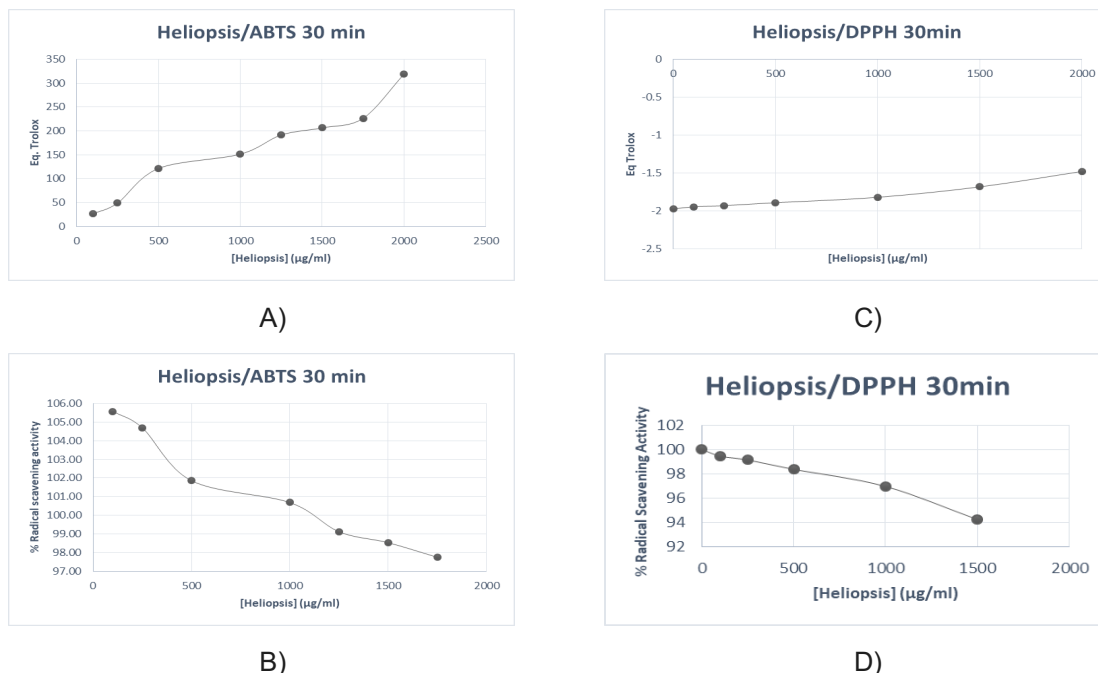 Heliopsis/ABTS 30 min
350
300
250
200
150
100
50
0
Eq. Trolox
0 500 1000 1500 2000 2500
[Heliopsis] (µg/ml)
A)
Heliopsis/DPPH 30min
0
-0.5
-1
-1.5
-2
-2.5
Eq Trolox
0 500 1000 1500 2000
[Heliopsis] (µg/ml)
C)
Heliopsis/ABTS 30 min
106.00
105.00
104.00
103.00
102.00
101.00
100.00
99.00
98.00
97.00
% Radical scavening activity
0 500 1000 1500 2000
[Heliopsis] (µg/ml)
B)
Heliopsis/DPPH 30min
102
100
98
96
94
92
% Radical Scavening Activity
0 500 1000 1500 2000
[Heliopsis] (µg/ml)
D)